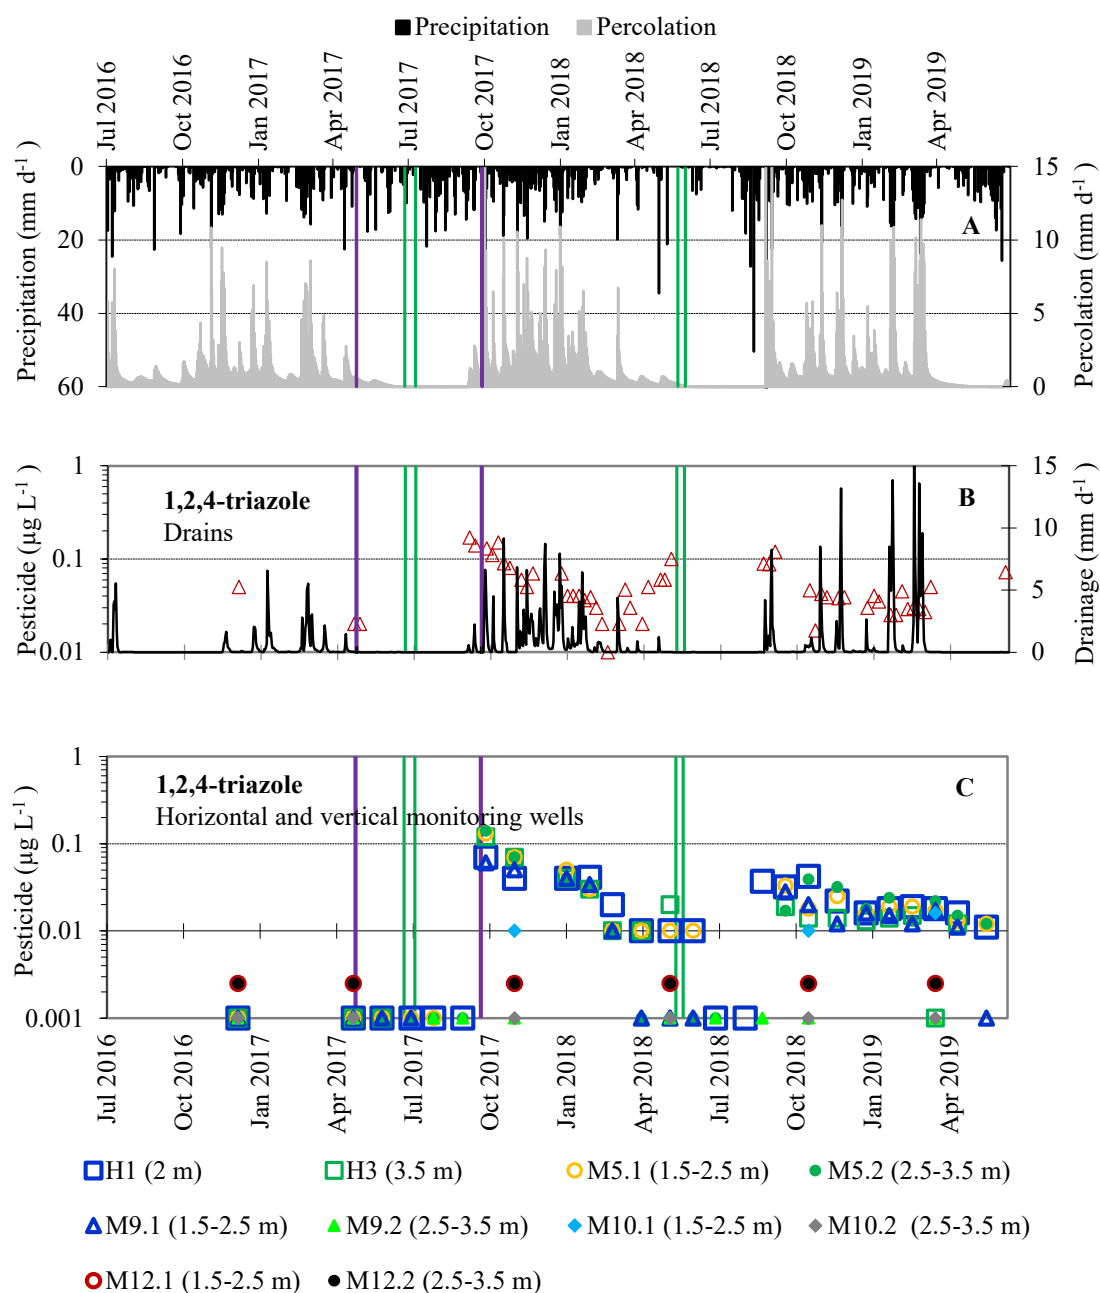 Precipitation Percolation
Jul 2016 Oct 2016 Jan 2017 Apr 2017 Jul 2017 Oct 2017 Jan 2018 Apr 2018 Jul 2018 Oct 2018 Jan 2019 Apr 2019
Precipitation (mm d-1)
0
20
40
60
A
15
10
5
0
Percolation (mm d-1)
Pesticide (µg L-1)
1
0.1
0.01
1,2,4-triazole
Drains
B
15
10
5
0
Drainage (mm d-1)
Pesticide (µg L-1)
1
0.1
0.01
0.001
1,2,4-triazole
Horizontal and vertical monitoring wells
C
Jul 2016 Oct 2016 Jan 2017 Apr 2017 Jul 2017 Oct 2017 Jan 2018 Apr 2018 Jul 2018 Oct 2018 Jan 2019 Apr 2019
H1 (2 m) H3 (3.5 m) M5.1 (1.5-2.5 m) M5.2 (2.5-3.5 m)
M9.1 (1.5-2.5 m) M9.2 (2.5-3.5 m) M10.1 (1.5-2.5 m) M10.2 (2.5-3.5 m)
M12.1 (1.5-2.5 m) M12.2 (2.5-3.5 m)